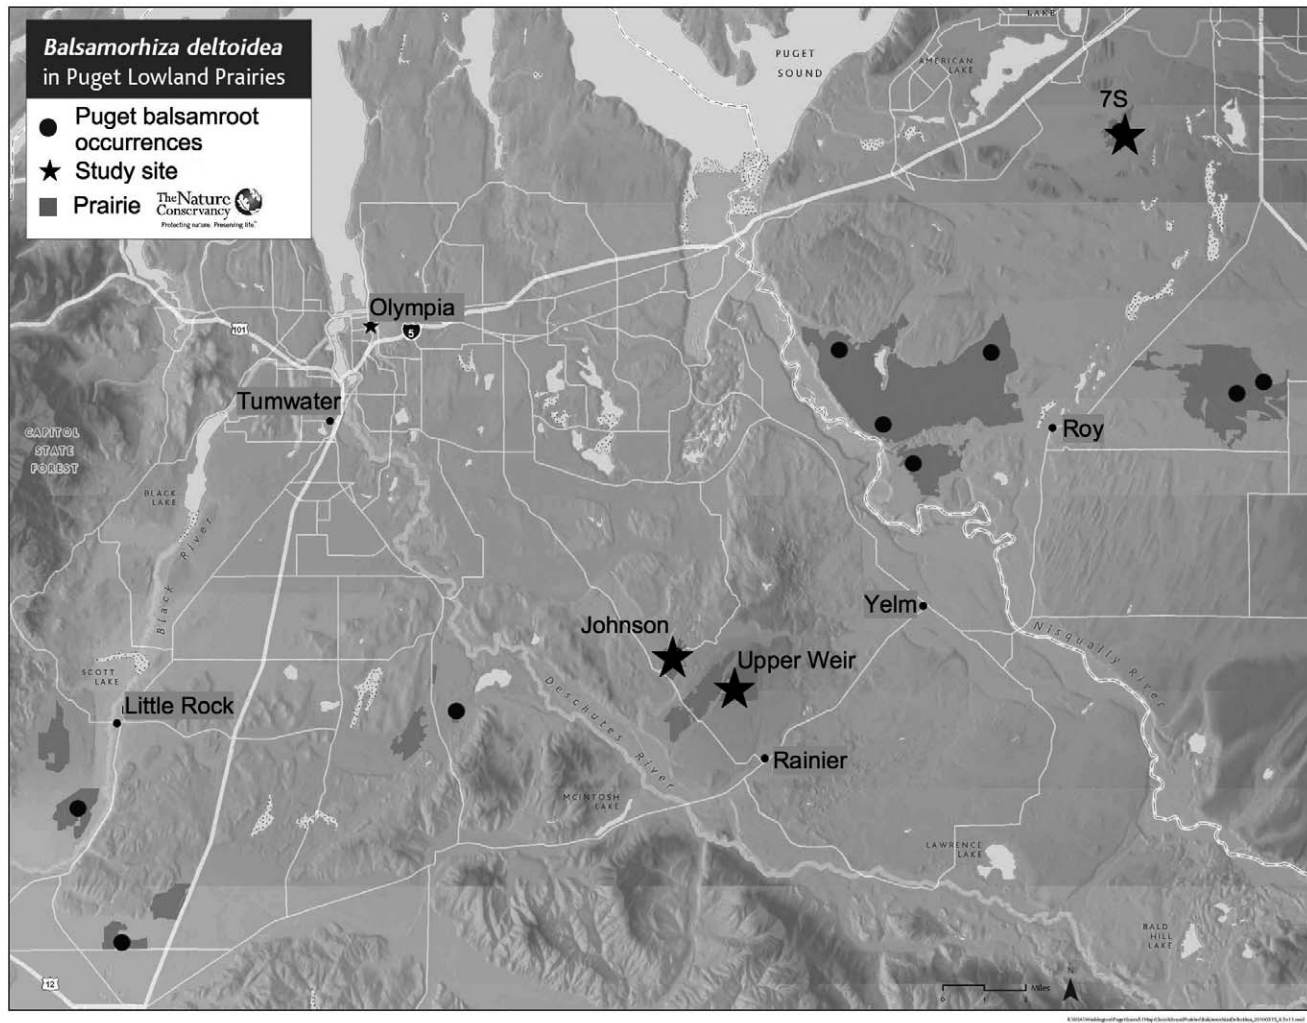 Balsamorhiza deltoidea
in Puget Lowland Prairies
Puget balsamroot
occurrences
Study site
Prairie
The Nature
Conservancy
Protecting nature. Preserving life.™
PUGET
SOUND
LAKE
AMERICAN
LAKE
7S
Olympia
5
101
Tumwater
CAPITOL
STATE
FOREST
BLACK
LAKE
Black River
Roy
Yelm
Nisqually River
Johnson
Upper Weir
SCOTT
LAKE
Little Rock
Deschutes River
Rainier
MCINTOSH
LAKE
LAWRENCE
LAKE
BALD
HILL
LAKE
12
N
0
Miles